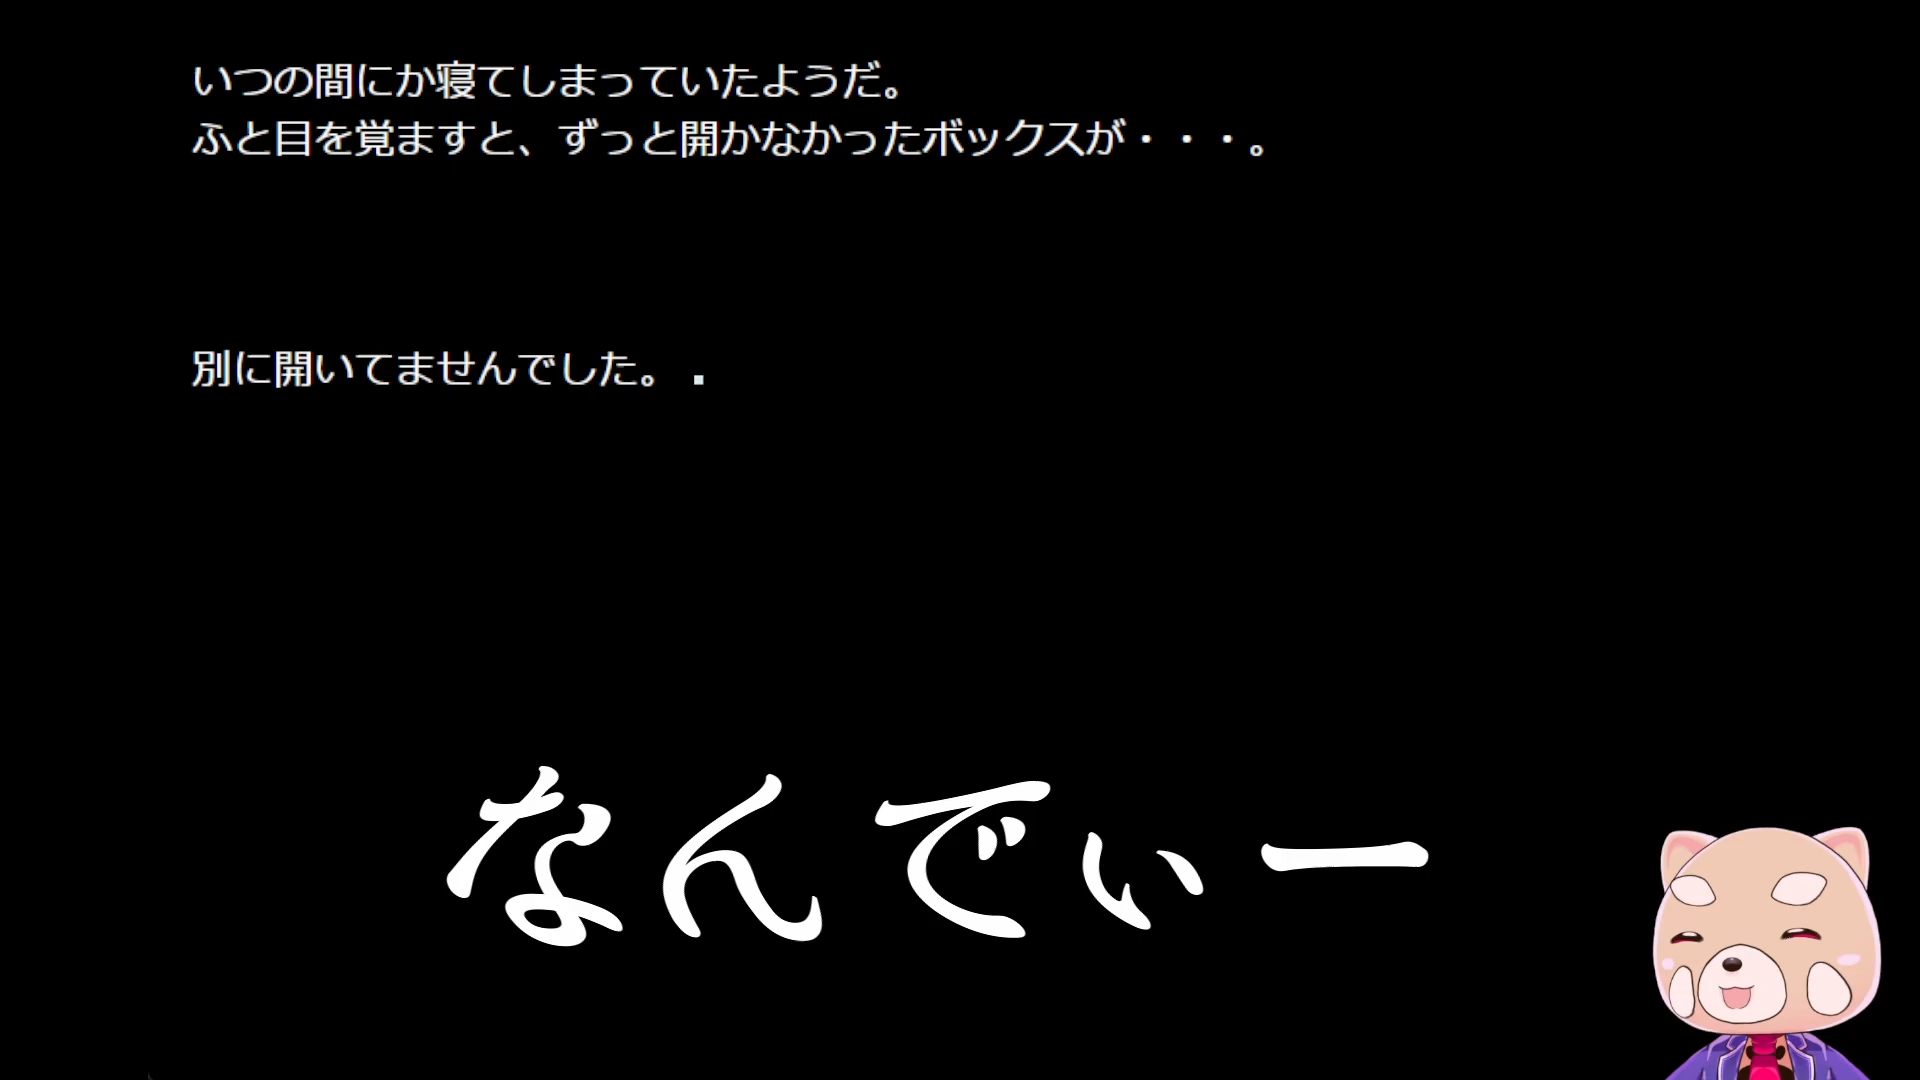 いつの間にか寝てしまっていたようだ。
ふと目を覚ますと、ずっと開かなかったボックスが・・・。
別に開いてませんでした。.
なんでぃー